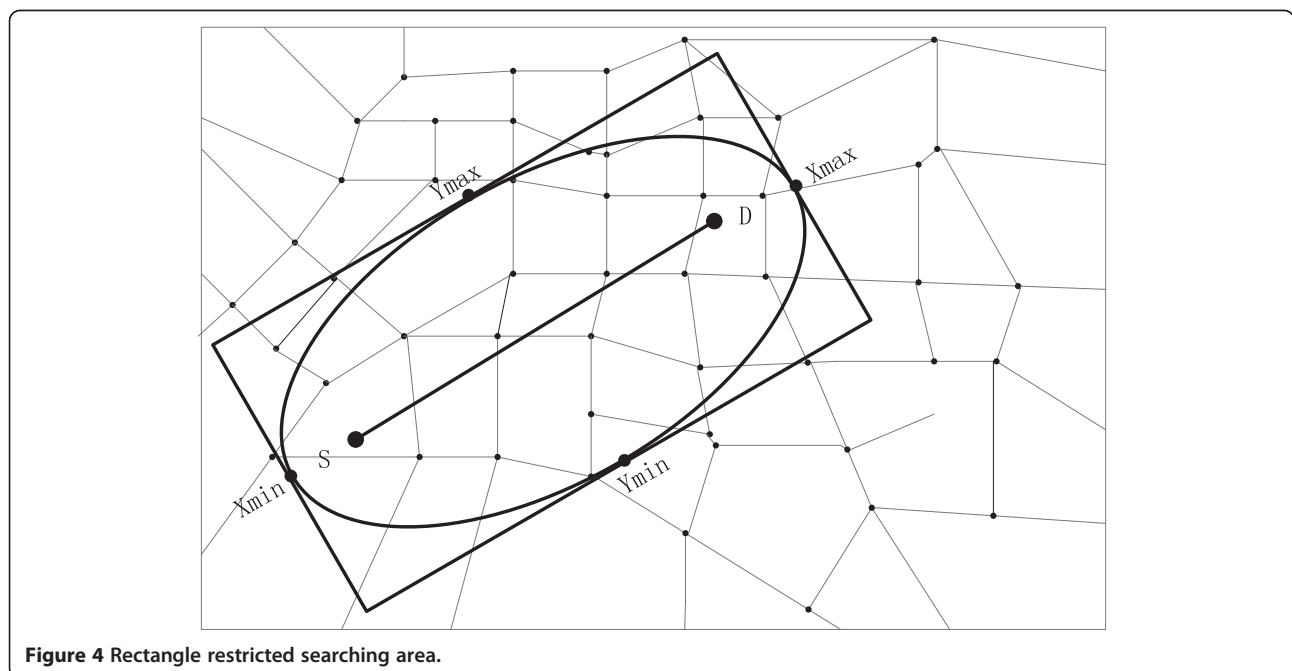 Ymax
Xmax
D
S
Xmin
Ymin
Figure 4 Rectangle restricted searching area.